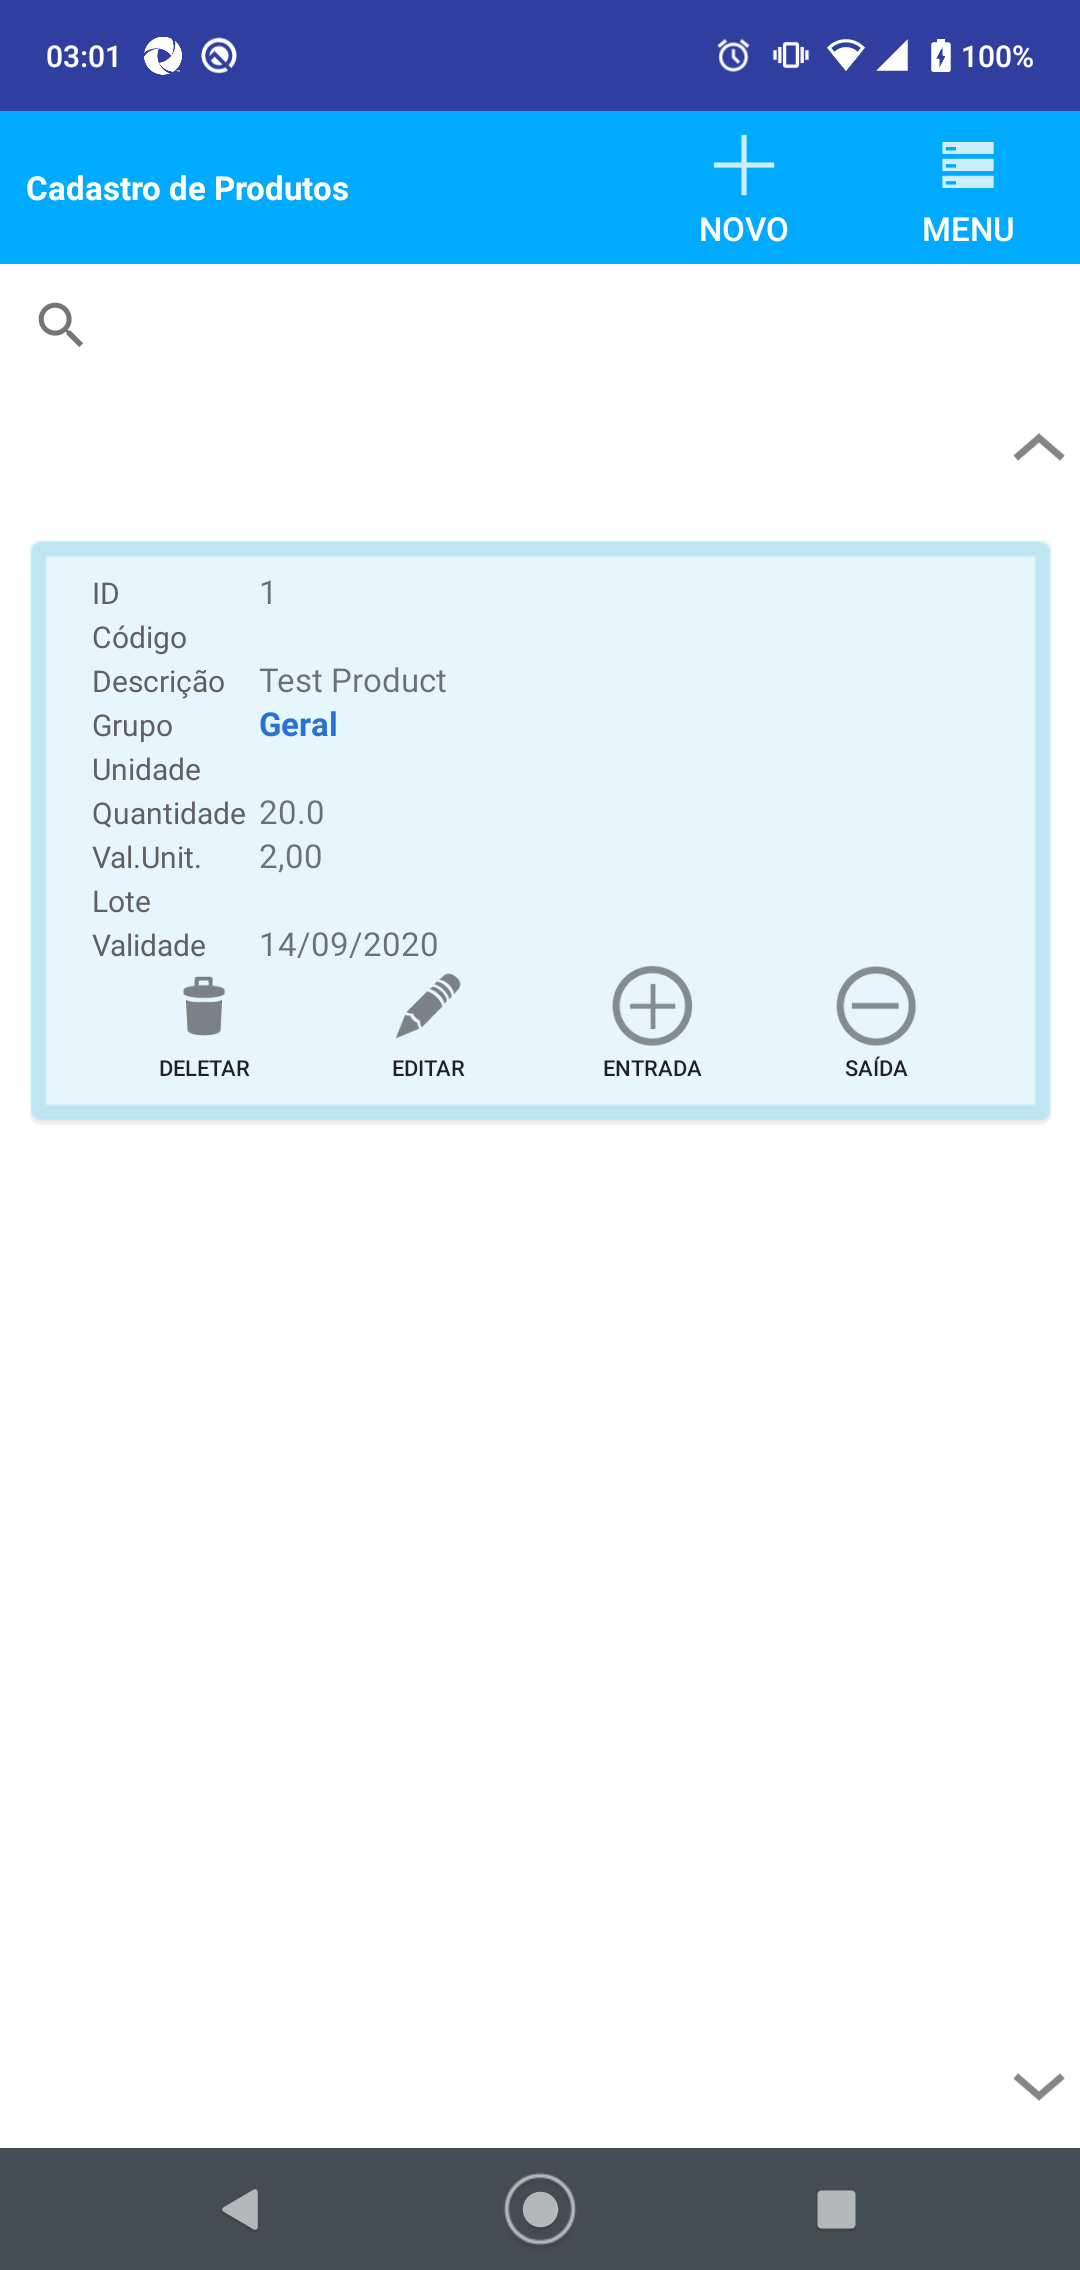 03:01
100%
Cadastro de Produtos
NOVO
MENU
ID 1
Código
Descrição Test Product
Grupo Geral
Unidade
Quantidade 20.0
Val.Unit. 2,00
Lote
Validade 14/09/2020
DELETAR
EDITAR
ENTRADA
SAÍDA